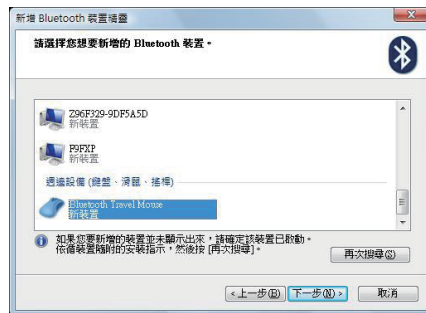 新增 Bluetooth 裝置精靈
請選擇您想要新增的 Bluetooth 裝置。
Z96F329-9DF5A5D
新裝置
F9FXP
新裝置
週邊設備 (鍵盤、滑鼠、搖桿)
Bluetooth Travel Mouse
新裝置
如果您要新增的裝置並未顯示出來，請確定該裝置已啟動。
依循裝置隨附的安裝指示，然後按 [再次搜尋]。
再次搜尋(S)
<上一步(B) 下一步(N)> 取消